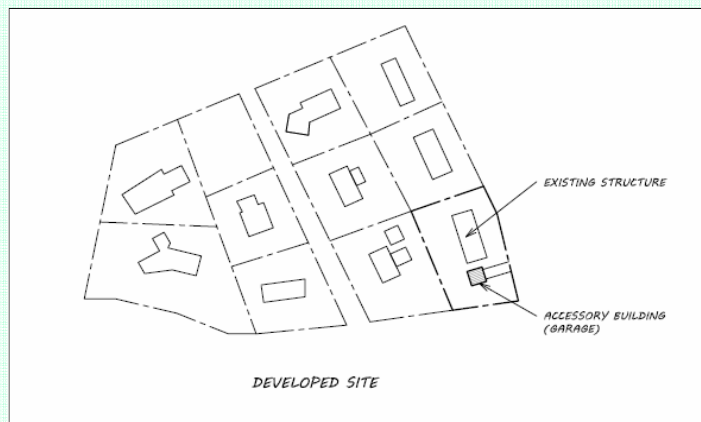 EXISTING STRUCTURE
ACCESSORY BUILDING
(GARAGE)
DEVELOPED SITE